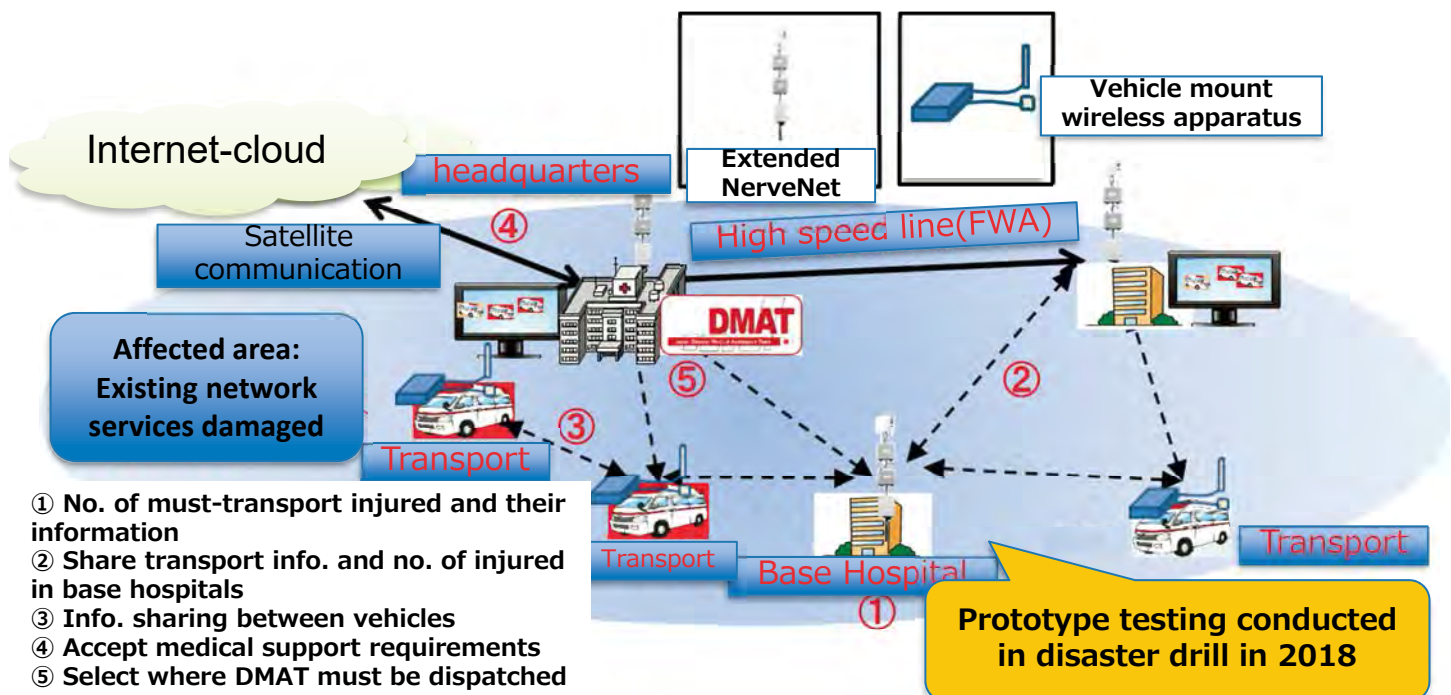 Internet-cloud
headquarters
Extended
NerveNet
Vehicle mount
wireless apparatus
④
Satellite
communication
High speed line(FWA)
Affected area:
Existing network
services damaged
DMAT
⑤
②
③
Transport
Transport
Base Hospital
①
Transport
① No. of must-transport injured and their
information
② Share transport info. and no. of injured
in base hospitals
③ Info. sharing between vehicles
④ Accept medical support requirements
⑤ Select where DMAT must be dispatched
Prototype testing conducted
in disaster drill in 2018